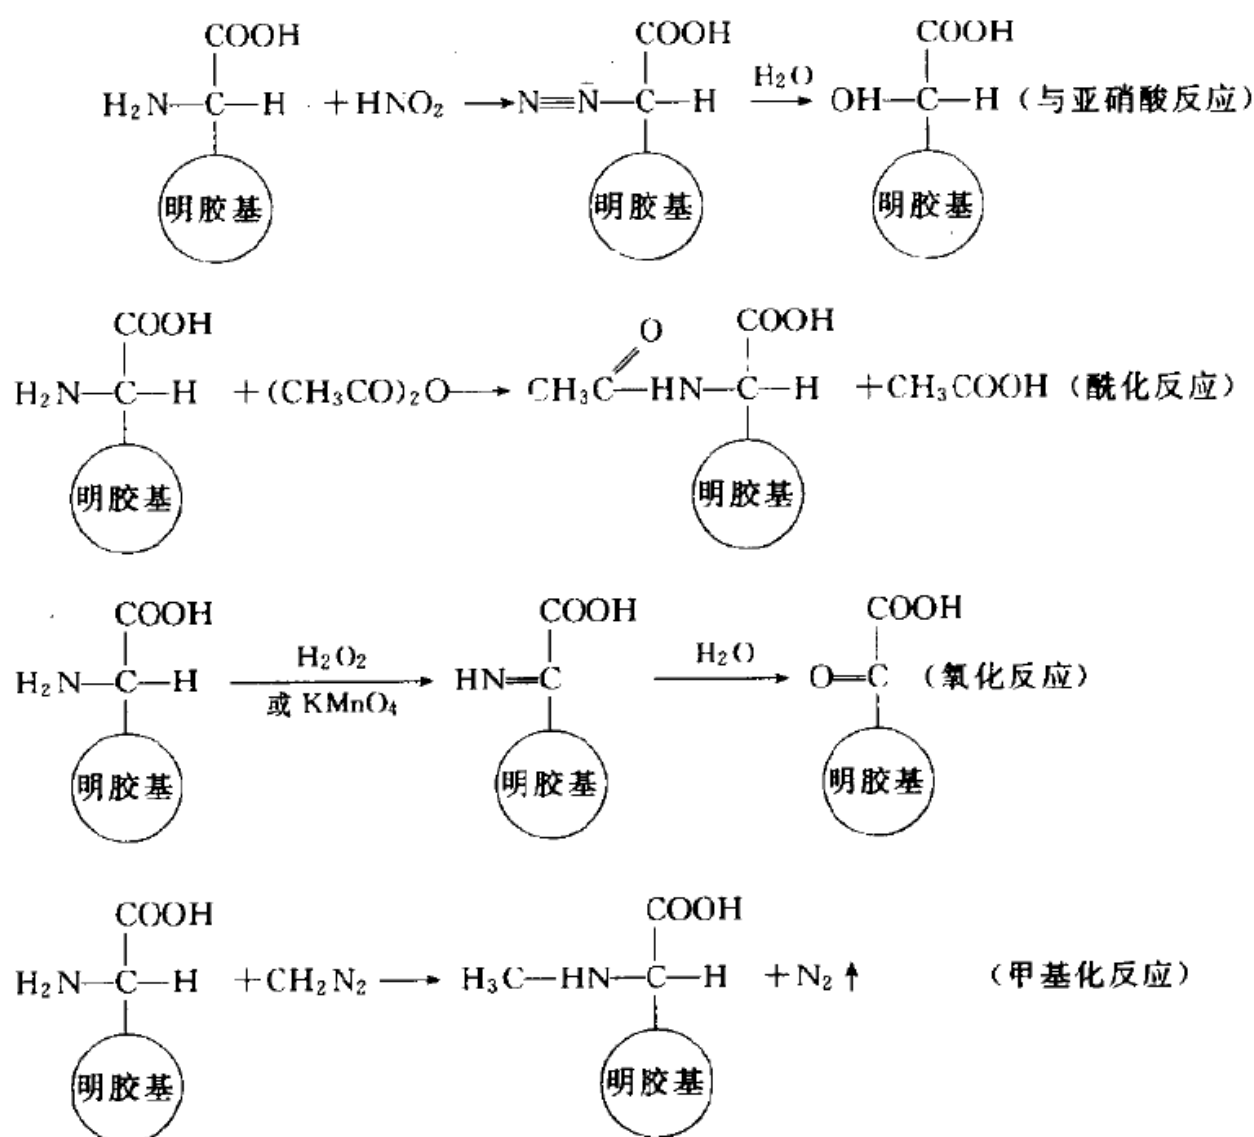 COOH COOH COOH
H₂N—C—H +HNO₂ →N≡N̄—C—H H₂O→ OH—C—H (与亚硝酸反应)
明胶基 明胶基 明胶基
COOH O COOH
H₂N—C—H +(CH₃CO)₂O→ CH₃C—HN—C—H +CH₃COOH (酰化反应)
明胶基 明胶基
COOH COOH COOH
H₂N—C—H H₂O₂ 或 KMnO₄→ HN=C H₂O→ O=C (氧化反应)
明胶基 明胶基 明胶基
COOH COOH
H₂N—C—H +CH₂N₂→ H₃C—HN—C—H +N₂↑ (甲基化反应)
明胶基 明胶基